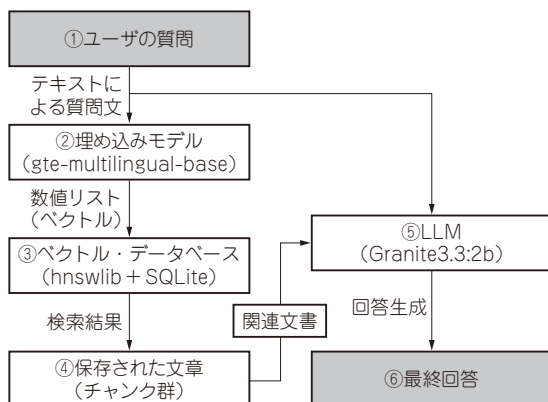 ①ユーザの質問
テキストに
よる質問文
②埋め込みモデル
（gte-multilingual-base）
数値リスト
（ベクトル）
③ベクトル・データベース
（hnswlib＋SQLite）
検索結果
④保存された文章
（チャンク群）
関連文書
⑤LLM
（Granite3.3:2b）
回答生成
⑥最終回答